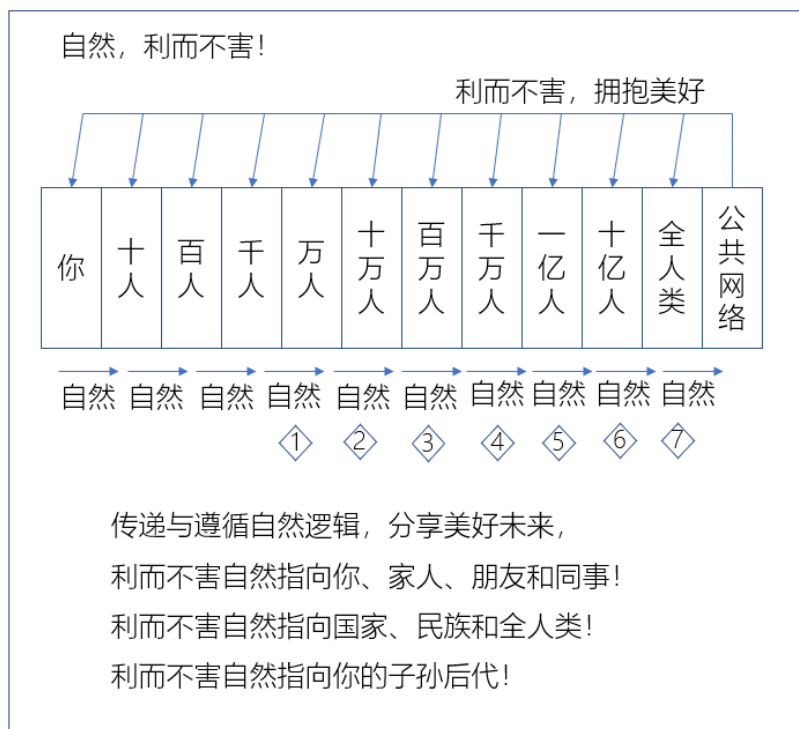 自然，利而不害！
利而不害，拥抱美好
你 十人 百人 千人 万人 十万人 百万人 千万人 一亿人 十亿人 全人类 公共网络
自然 自然 自然 自然 自然 自然 自然 自然 自然 自然
1 2 3 4 5 6 7
传递与遵循自然逻辑，分享美好未来，
利而不害自然指向你、家人、朋友和同事！
利而不害自然指向国家、民族和全人类！
利而不害自然指向你的子孙后代！